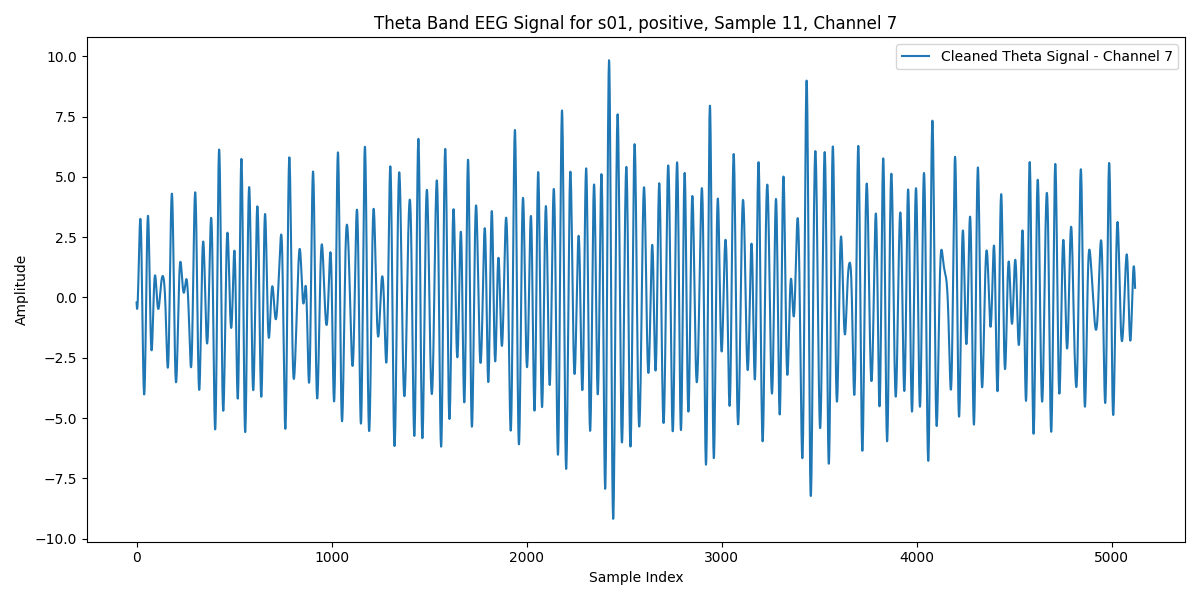 Theta Band EEG Signal for s01, positive, Sample 11, Channel 7
Cleaned Theta Signal - Channel 7
Amplitude
10.0
7.5
5.0
2.5
0.0
−2.5
−5.0
−7.5
−10.0
0 1000 2000 3000 4000 5000
Sample Index